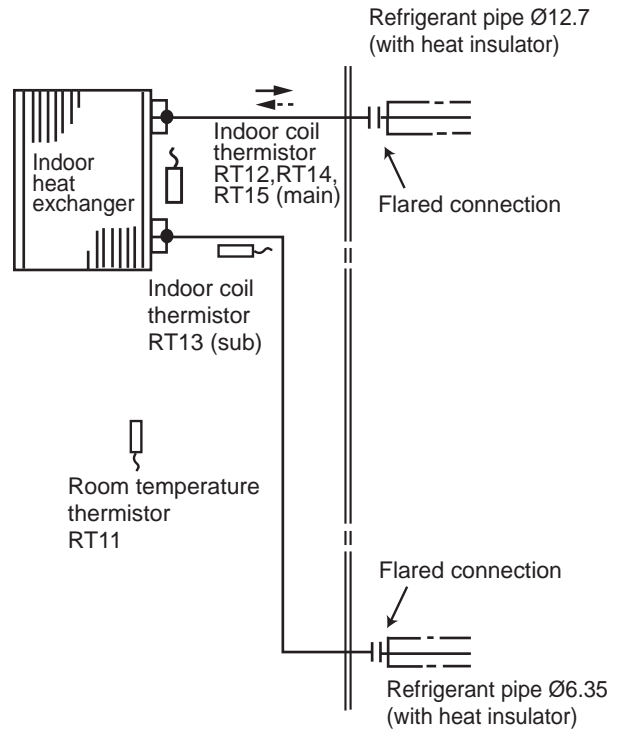 Refrigerant pipe Ø12.7
(with heat insulator)
Indoor
heat
exchanger
Indoor coil
thermistor
RT12,RT14,
RT15 (main)
Flared connection
Indoor coil
thermistor
RT13 (sub)
Room temperature
thermistor
RT11
Flared connection
Refrigerant pipe Ø6.35
(with heat insulator)